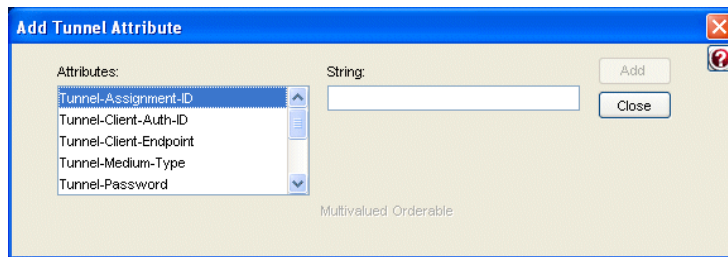 Add Tunnel Attribute
Attributes:
String:
Add
Tunnel-Assignment-ID
Tunnel-Client-Auth-ID
Close
Tunnel-Client-Endpoint
Tunnel-Medium-Type
Tunnel-Password
Multivalued Orderable